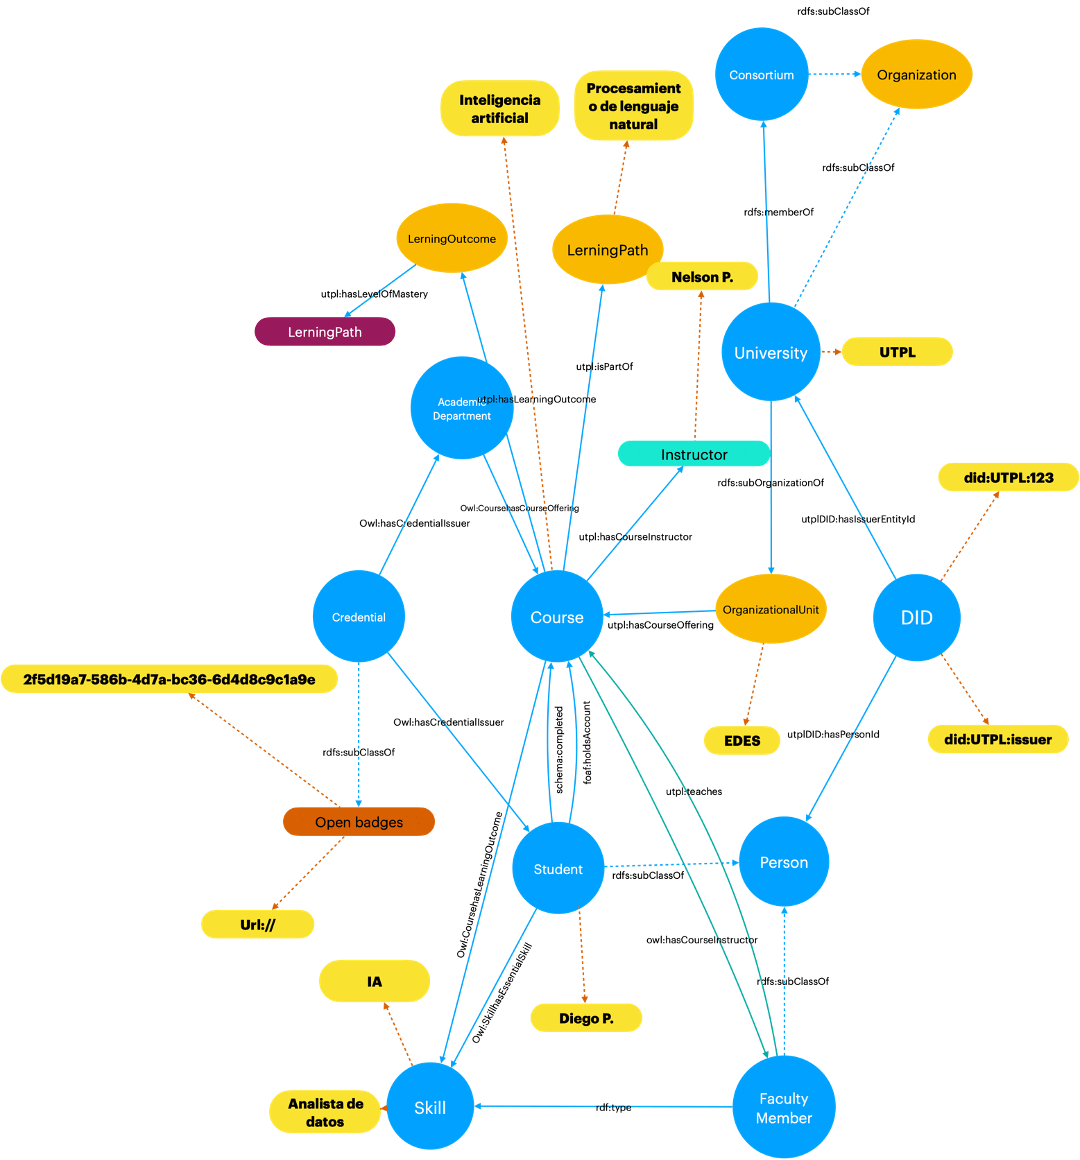 rdfs:subClassOf
Consortium
Organization
Inteligencia
artificial
Procesamient
o de lenguaje
natural
rdfs:subClassOf
rdfs:memberOf
LerningOutcome
LerningPath
Nelson P.
utpl:hasLevelOfMastery
LerningPath
University
UTPL
utpl:isPartOf
Academic
Department
utpl:hasLearningOutcome
Instructor
did:UTPL:123
rdfs:subOrganizationOf
Owl:CoursehasCourseOffering
Owl:hasCredentialIssuer
utplDID:hasIssuerEntityId
utpl:hasCourseInstructor
Credential
Course
OrganizationalUnit
DID
utpl:hasCourseOffering
2f5d19a7-586b-4d7a-bc36-6d4d8c9c1a9e
Owl:hasCredentialIssuer
schema:completed
foaf:holdsAccount
EDES
utplDID:hasPersonId
did:UTPL:issuer
rdfs:subClassOf
utpl:teaches
Open badges
Owl:CoursehasLearningOutcome
Student
rdfs:subClassOf
Person
Url://
owl:hasCourseInstructor
Owl:SkillhasEssentialSkill
IA
rdfs:subClassOf
Diego P.
Analista de
datos
Skill
rdf:type
Faculty
Member